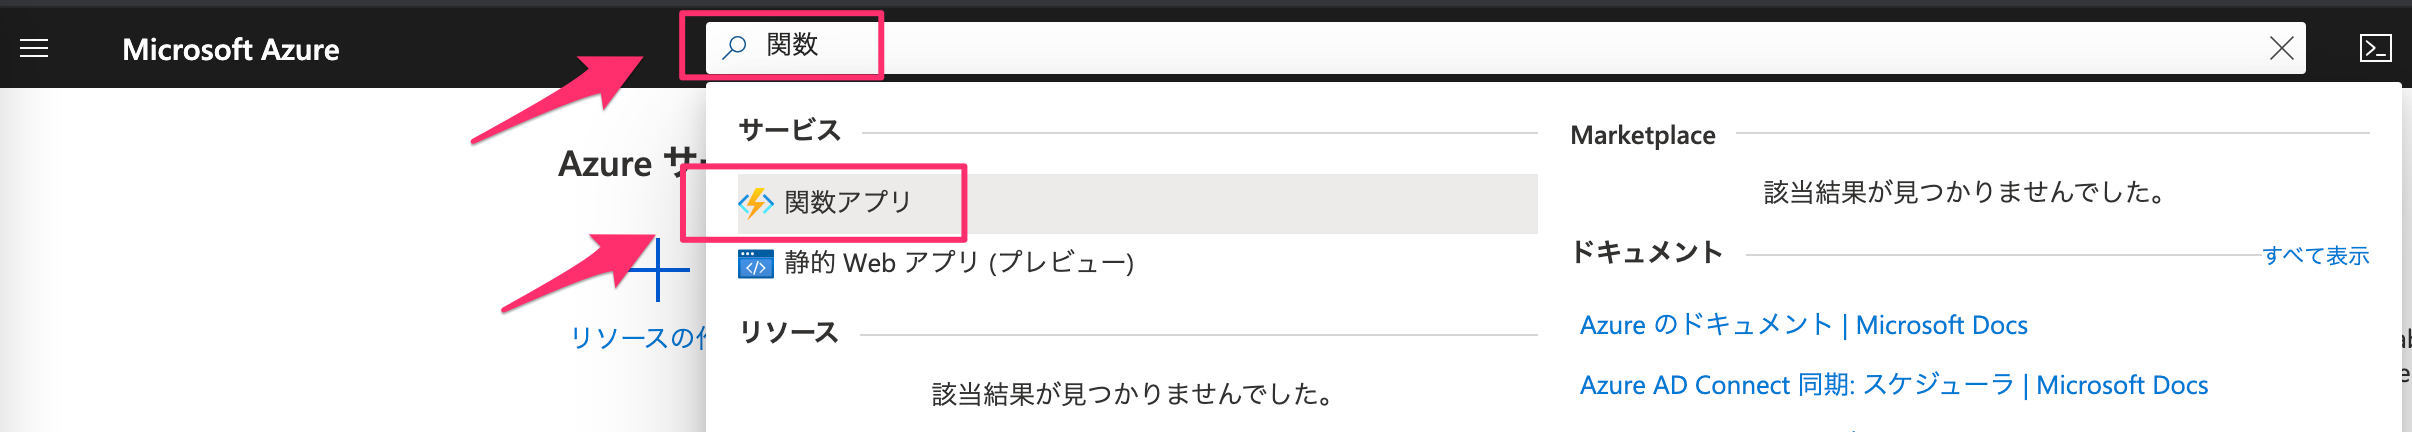 Microsoft Azure
関数
サービス
Azure サ
関数アプリ
静的 Web アプリ (プレビュー)
リソースの
リソース
該当結果が見つかりませんでした。
Marketplace
該当結果が見つかりませんでした。
ドキュメント
すべて表示
Azure のドキュメント | Microsoft Docs
Azure AD Connect 同期: スケジューラ | Microsoft Docs